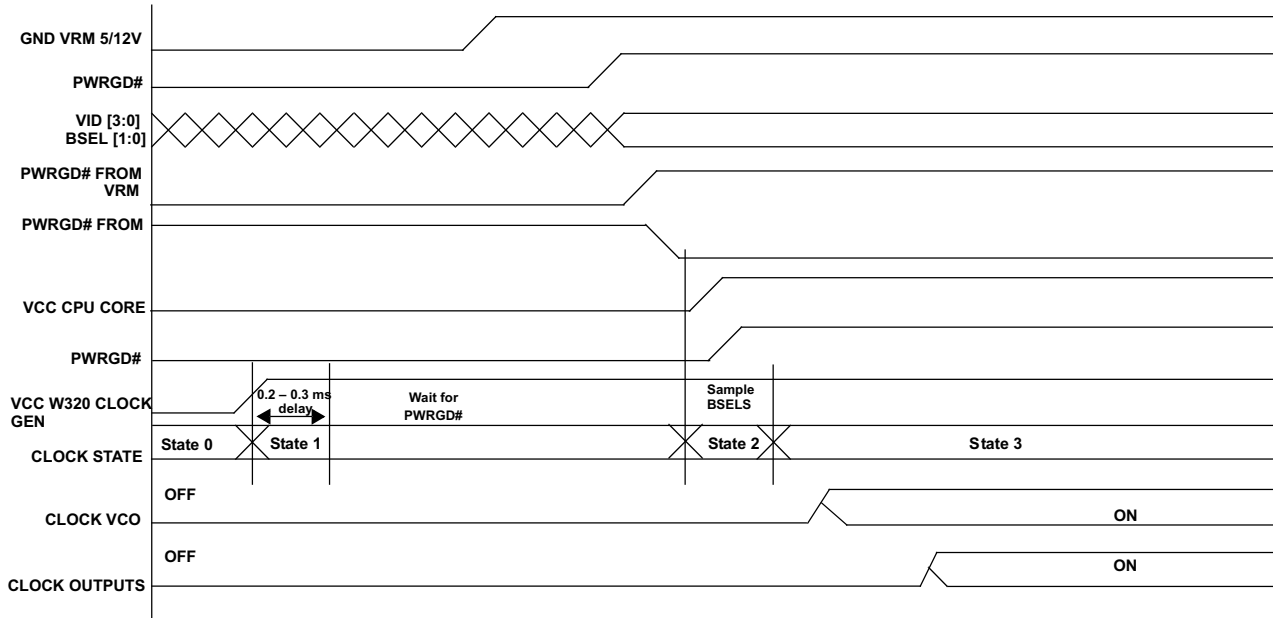 GND VRM 5/12V
PWRGD#
VID [3:0]
BSEL [1:0]
PWRGD# FROM
VRM
PWRGD# FROM
VCC CPU CORE
PWRGD#
VCC W320 CLOCK
GEN
0.2 – 0.3 ms
delay
Wait for
PWRGD#
Sample
BSELS
CLOCK STATE
State 0
State 1
State 2
State 3
CLOCK VCO
OFF
ON
CLOCK OUTPUTS
OFF
ON